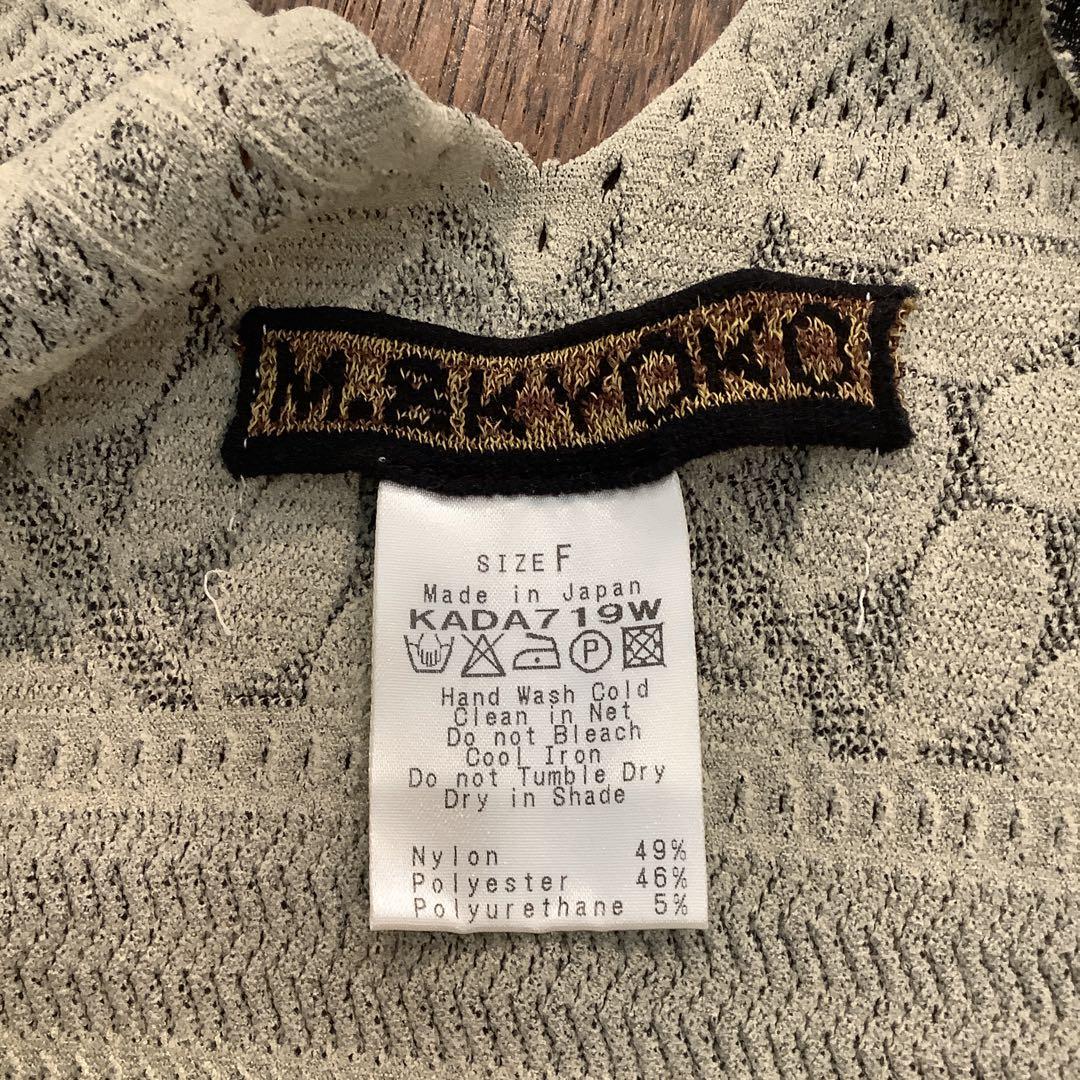 M.&KYOKO
SIZE F
Made in Japan
KADA719W
P
Hand Wash Cold
Clean in Net
Do not Bleach
Cool Iron
Do not Tumble Dry
Dry in Shade
Nylon 49%
Polyester 46%
Polyurethane 5%